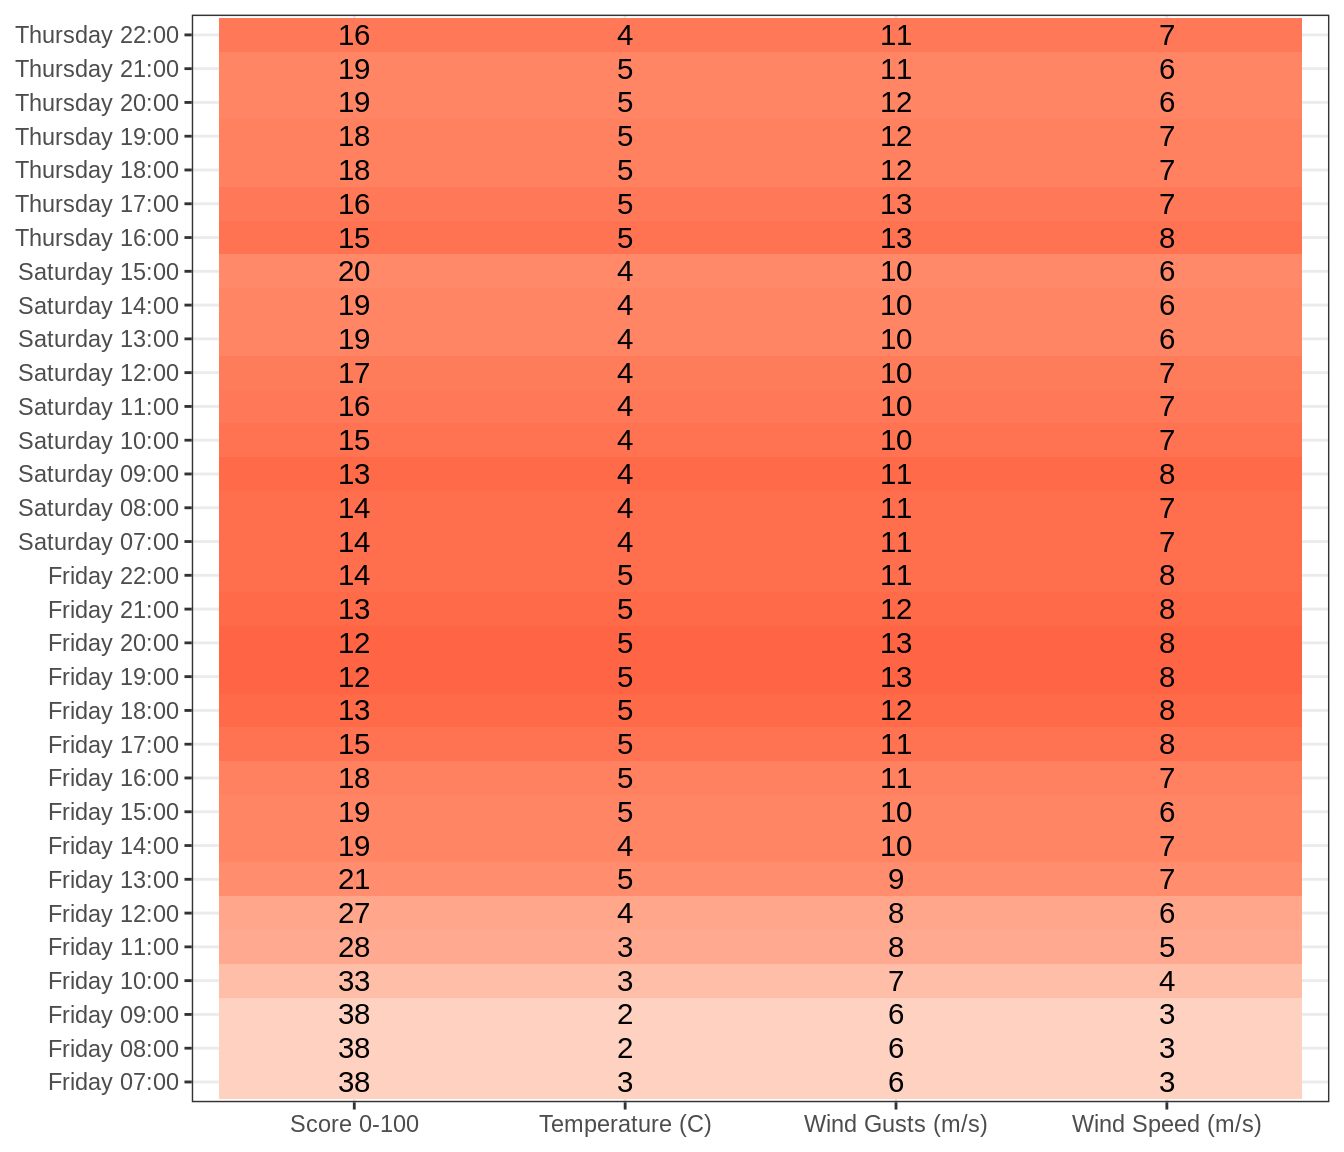 Thursday 22:00 16 4 11 7
Thursday 21:00 19 5 11 6
Thursday 20:00 19 5 12 6
Thursday 19:00 18 5 12 7
Thursday 18:00 18 5 12 7
Thursday 17:00 16 5 13 7
Thursday 16:00 15 5 13 8
Saturday 15:00 20 4 10 6
Saturday 14:00 19 4 10 6
Saturday 13:00 19 4 10 6
Saturday 12:00 17 4 10 7
Saturday 11:00 16 4 10 7
Saturday 10:00 15 4 10 7
Saturday 09:00 13 4 11 8
Saturday 08:00 14 4 11 7
Saturday 07:00 14 4 11 7
Friday 22:00 14 5 11 8
Friday 21:00 13 5 12 8
Friday 20:00 12 5 13 8
Friday 19:00 12 5 13 8
Friday 18:00 13 5 12 8
Friday 17:00 15 5 11 8
Friday 16:00 18 5 11 7
Friday 15:00 19 5 10 6
Friday 14:00 19 4 10 7
Friday 13:00 21 5 9 7
Friday 12:00 27 4 8 6
Friday 11:00 28 3 8 5
Friday 10:00 33 3 7 4
Friday 09:00 38 2 6 3
Friday 08:00 38 2 6 3
Friday 07:00 38 3 6 3
Score 0-100 Temperature (C) Wind Gusts (m/s) Wind Speed (m/s)